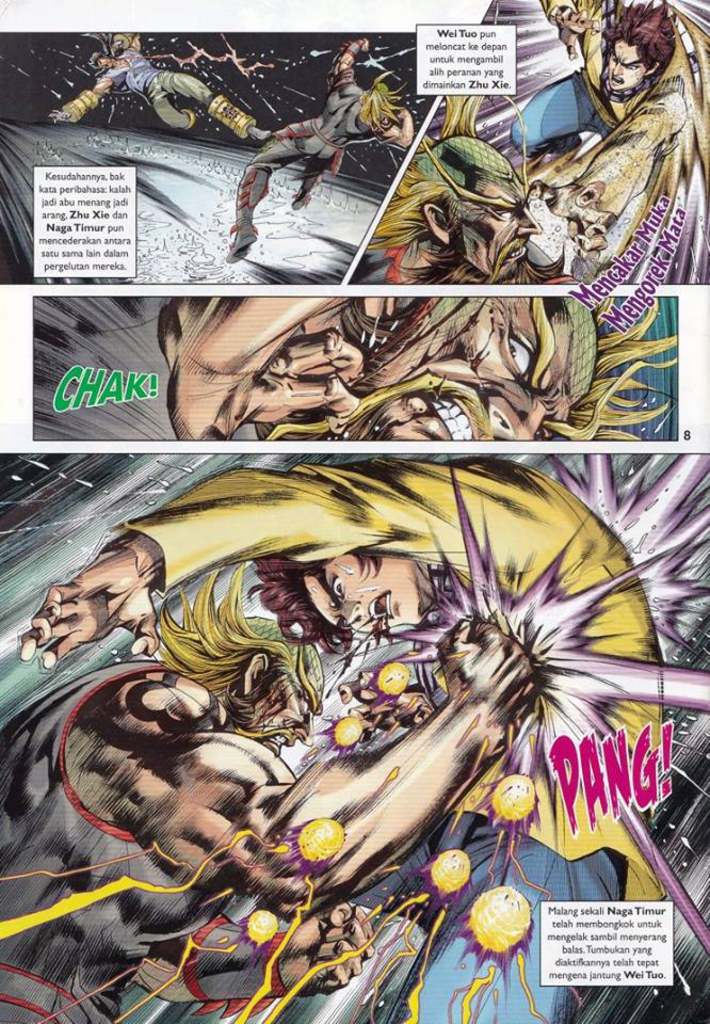 Wei Tuo pun
meloncat ke depan
untuk mengambil
alih peranan yang
dimainkan Zhu Xie.
Kesudahannya, bak
kata peribahasa: kalah
jadi abu menang jadi
arang, Zhu Xie dan
Naga Timur pun
mencederakan antara
satu sama lain dalam
pergelutan mereka.
Mencakar Muka
Mengorek Mata
CHAK!
8
PANG!
Malang sekali Naga Timur
telah membongkok untuk
mengelak sambil menyerang
balas. Tumbukan yang
diaktifkannya telah tepat
mengena jantung Wei Tuo.